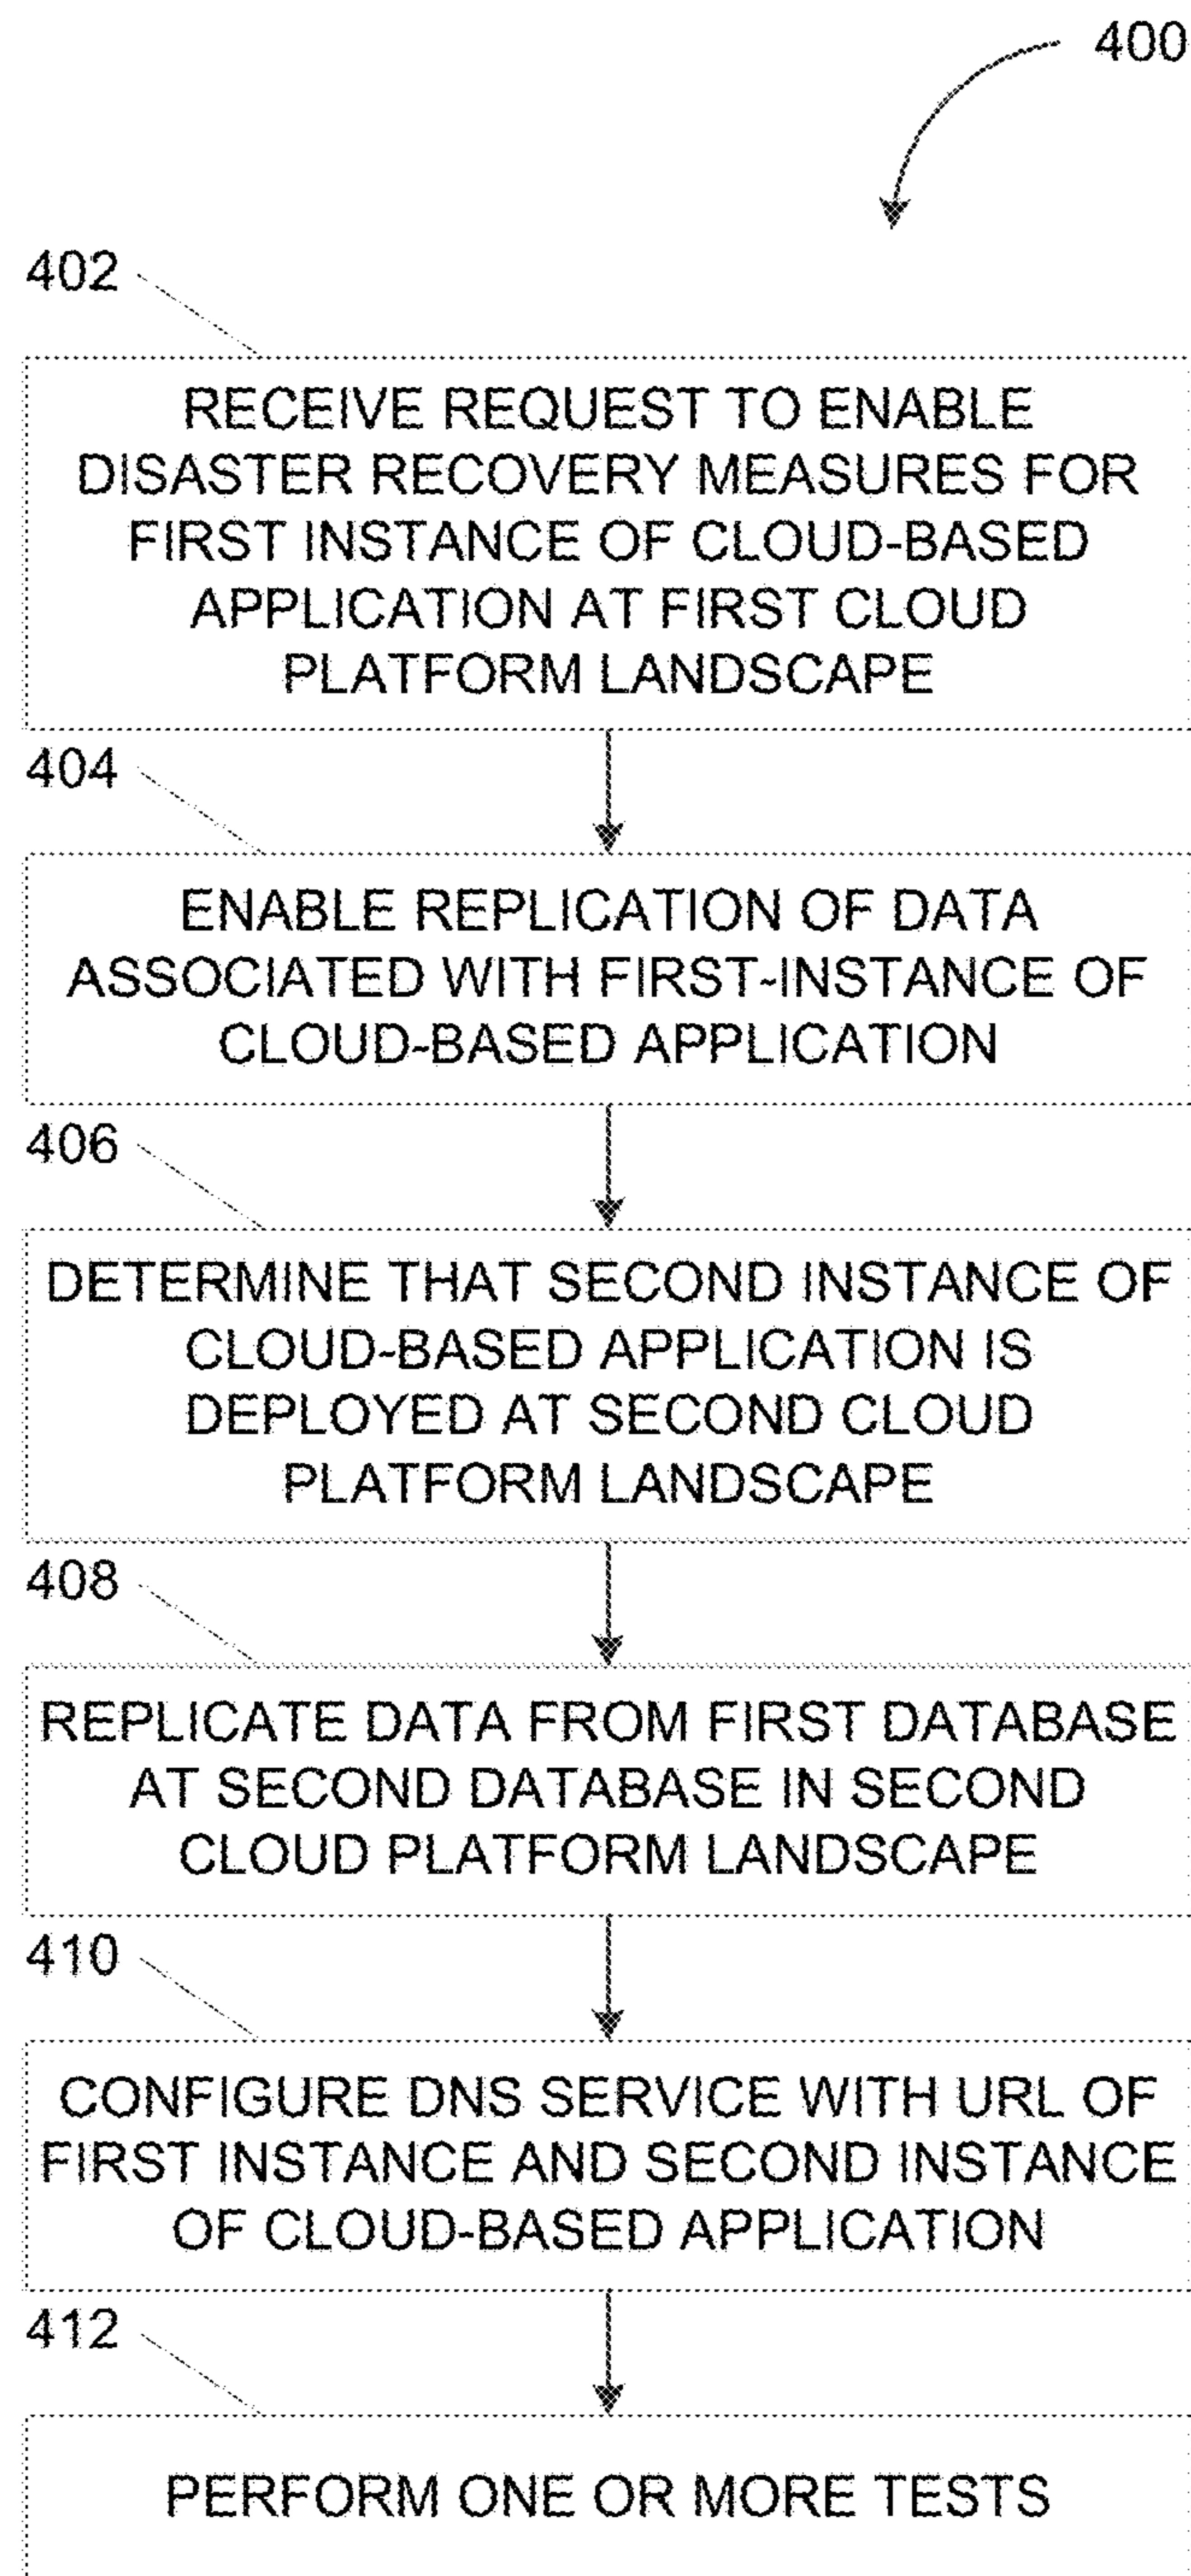 400
402
RECEIVE REQUEST TO ENABLE
DISASTER RECOVERY MEASURES FOR
FIRST INSTANCE OF CLOUD-BASED
APPLICATION AT FIRST CLOUD
PLATFORM LANDSCAPE
404
ENABLE REPLICATION OF DATA
ASSOCIATED WITH FIRST-INSTANCE OF
CLOUD-BASED APPLICATION
406
DETERMINE THAT SECOND INSTANCE OF
CLOUD-BASED APPLICATION IS
DEPLOYED AT SECOND CLOUD
PLATFORM LANDSCAPE
408
REPLICATE DATA FROM FIRST DATABASE
AT SECOND DATABASE IN SECOND
CLOUD PLATFORM LANDSCAPE
410
CONFIGURE DNS SERVICE WITH URL OF
FIRST INSTANCE AND SECOND INSTANCE
OF CLOUD-BASED APPLICATION
412
PERFORM ONE OR MORE TESTS